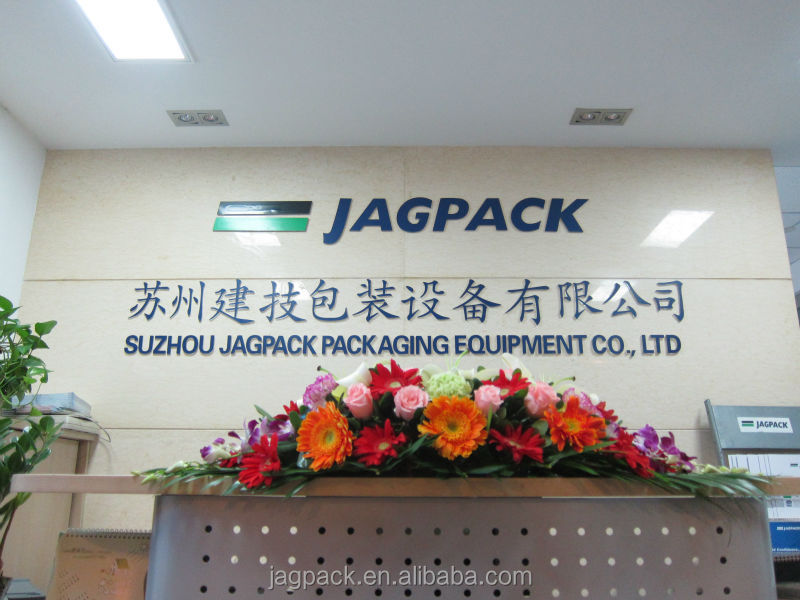 JAGPACK
苏州建技包装设备有限公司
SUZHOU JAGPACK PACKAGING EQUIPMENT CO., LTD
JAGPACK
jagpack.en.alibaba.com